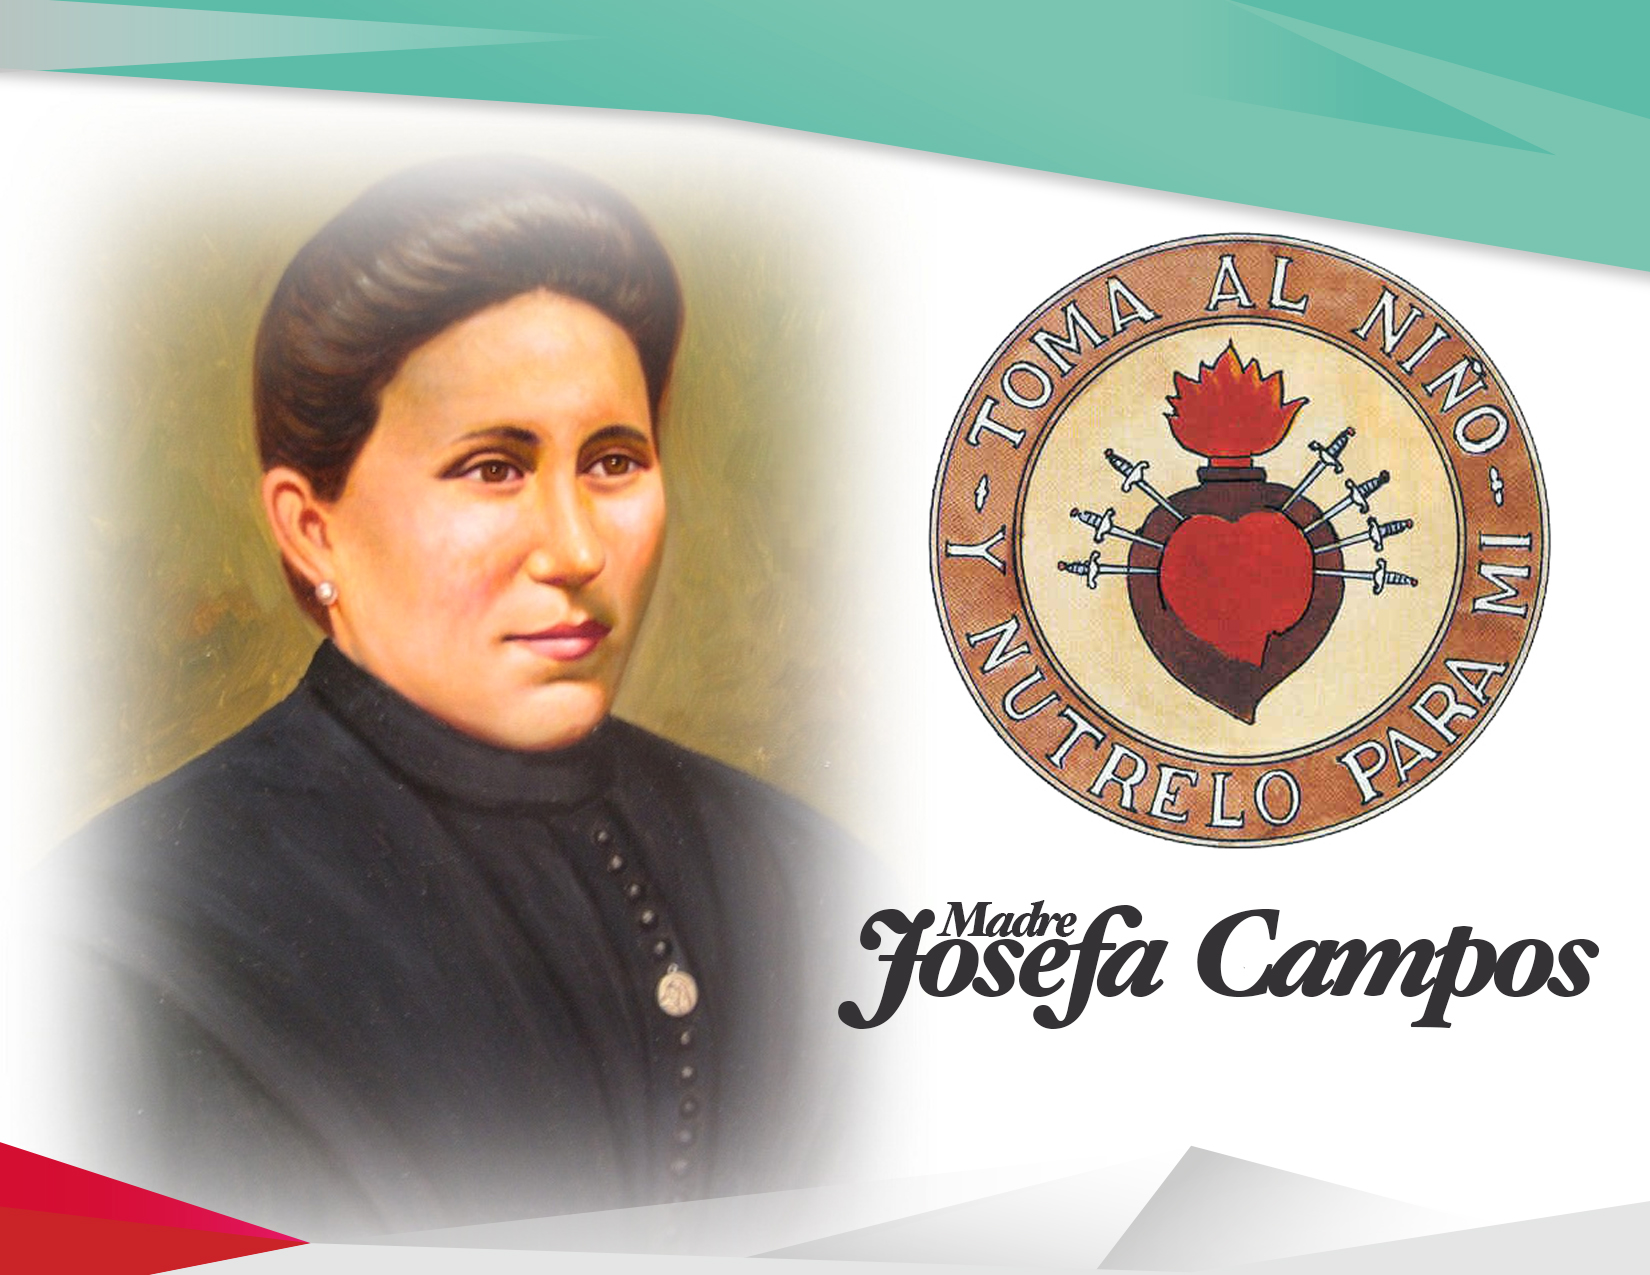 - TOMA AL NIÑO -
Y NUTRELO PARA MI
Madre
Josefa Campos